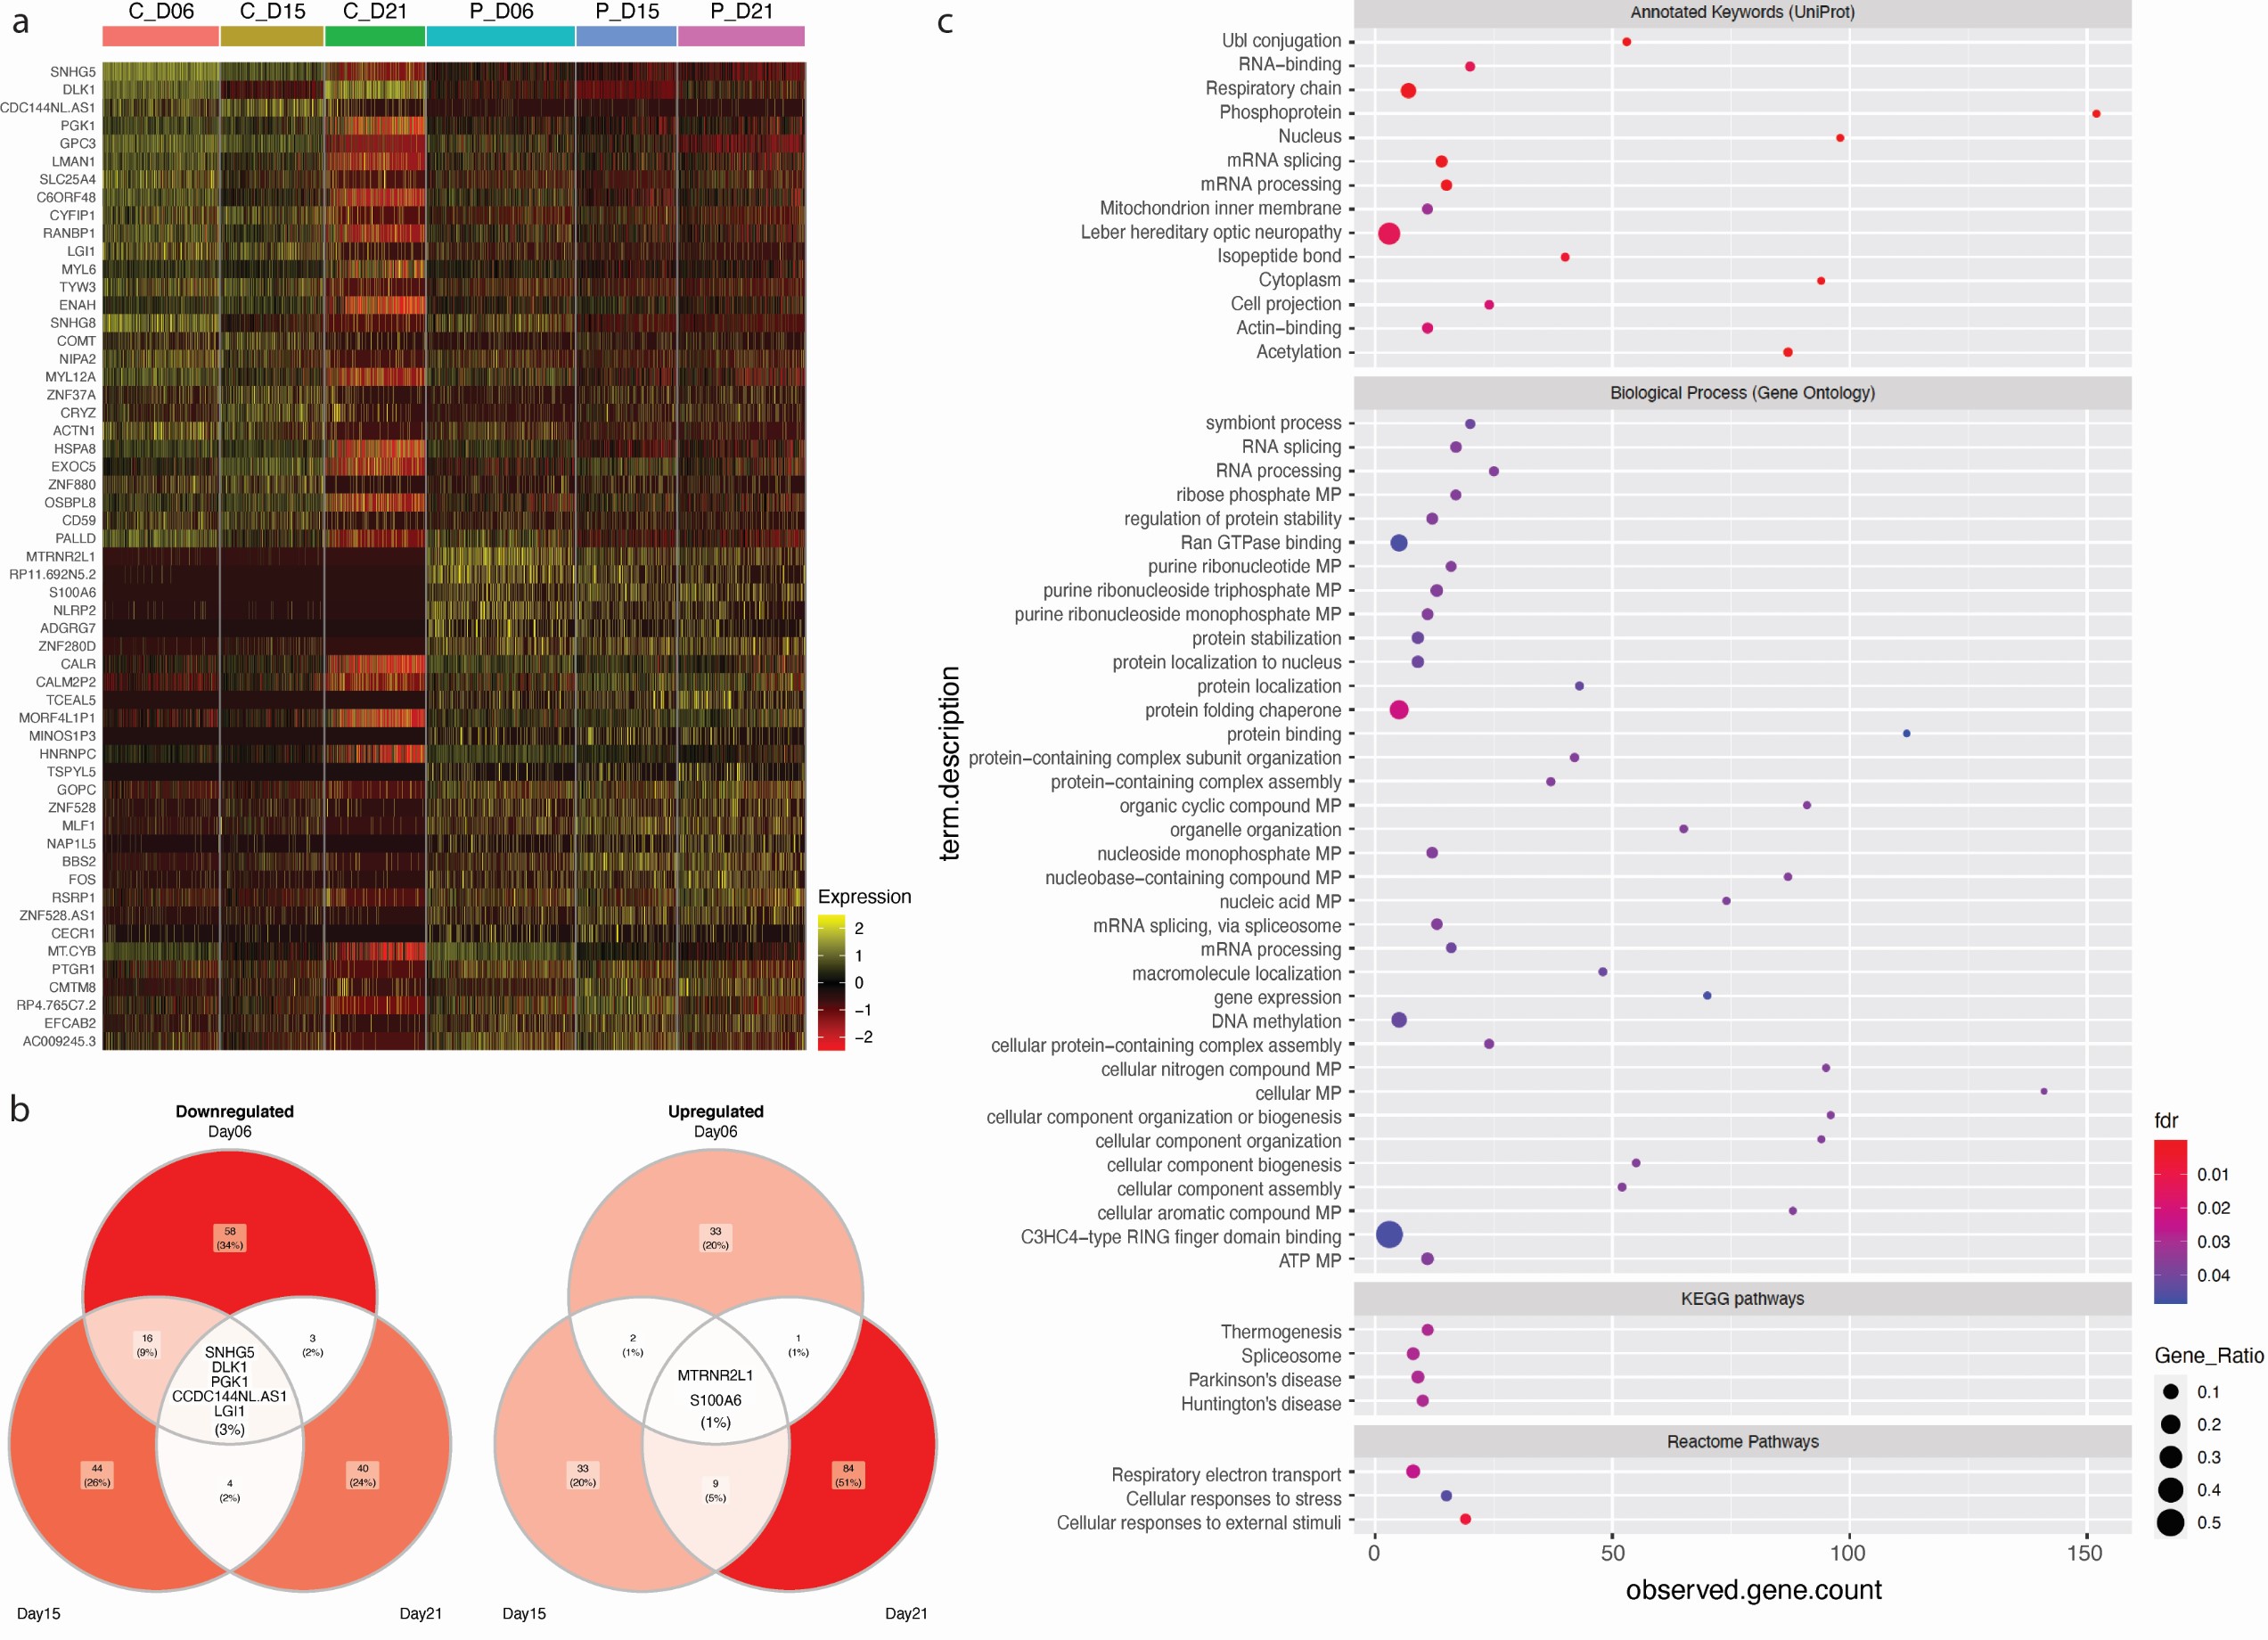 a
C_D06 C_D15 C_D21 P_D06 P_D15 P_D21
SNHG5
DLK1
CDC144NL.AS1
PGK1
GPC3
LMAN1
SLC25A4
C6ORF48
CYFIP1
RANBP1
LGI1
MYL6
TYW3
ENAH
SNHG8
COMT
NIPA2
MYL12A
ZNF37A
CRYZ
ACTN1
HSPA8
EXOC5
ZNF880
OSBPL8
CD59
PALLD
MTRNR2L1
RP11.692N5.2
S100A6
NLRP2
ADGRG7
ZNF280D
CALR
CALM2P2
TCEAL5
MORF4L1P1
MINOS1P3
HNRNPC
TSPYL5
GOPC
ZNF528
MLF1
NAP1L5
BBS2
FOS
RSRP1
ZNF528.AS1
CECR1
MT.CYB
PTGR1
CMTM8
RP4.765C7.2
EFCAB2
AC009245.3
Expression
2
1
0
−1
−2
b
Downregulated
Day06
58
(34%)
16
(9%)
3
(2%)
SNHG5
DLK1
PGK1
CCDC144NL.AS1
LGI1
(3%)
44
(26%)
40
(24%)
4
(2%)
Day15
Day21
Upregulated
Day06
33
(20%)
2
(1%)
1
(1%)
MTRNR2L1
S100A6
(1%)
33
(20%)
84
(51%)
9
(5%)
Day15
Day21
c
term.description
Annotated Keywords (UniProt)
Ubl conjugation
RNA−binding
Respiratory chain
Phosphoprotein
Nucleus
mRNA splicing
mRNA processing
Mitochondrion inner membrane
Leber hereditary optic neuropathy
Isopeptide bond
Cytoplasm
Cell projection
Actin−binding
Acetylation
Biological Process (Gene Ontology)
symbiont process
RNA splicing
RNA processing
ribose phosphate MP
regulation of protein stability
Ran GTPase binding
purine ribonucleotide MP
purine ribonucleoside triphosphate MP
purine ribonucleoside monophosphate MP
protein stabilization
protein localization to nucleus
protein localization
protein folding chaperone
protein binding
protein−containing complex subunit organization
protein−containing complex assembly
organic cyclic compound MP
organelle organization
nucleoside monophosphate MP
nucleobase−containing compound MP
nucleic acid MP
mRNA splicing, via spliceosome
mRNA processing
macromolecule localization
gene expression
DNA methylation
cellular protein−containing complex assembly
cellular nitrogen compound MP
cellular MP
cellular component organization or biogenesis
cellular component organization
cellular component biogenesis
cellular component assembly
cellular aromatic compound MP
C3HC4−type RING finger domain binding
ATP MP
KEGG pathways
Thermogenesis
Spliceosome
Parkinson's disease
Huntington's disease
Reactome Pathways
Respiratory electron transport
Cellular responses to stress
Cellular responses to external stimuli
0 50 100 150
observed.gene.count
fdr
0.01
0.02
0.03
0.04
Gene_Ratio
0.1
0.2
0.3
0.4
0.5